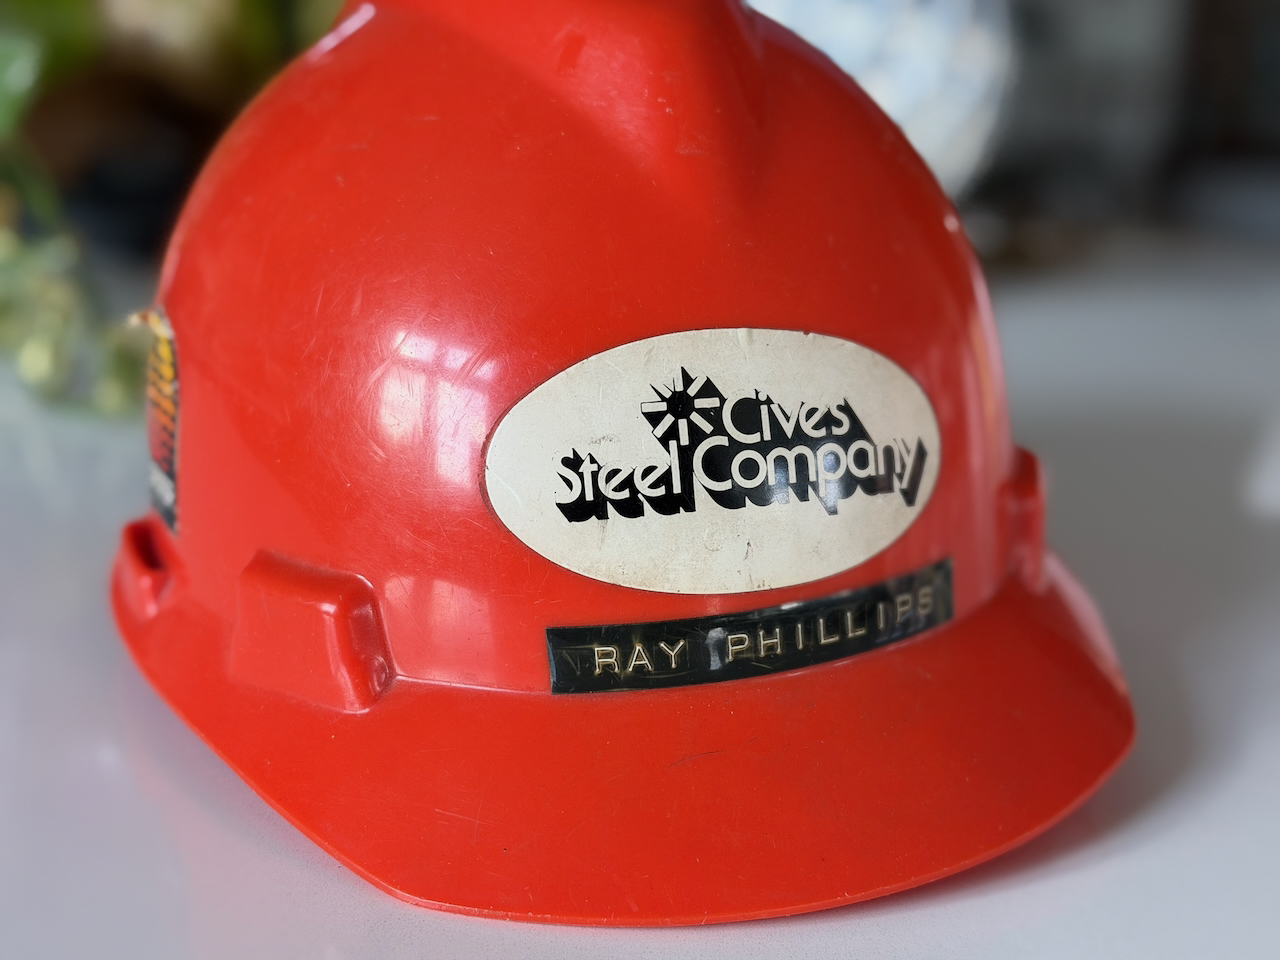 Cives
Steel Company
RAY PHILLIPS